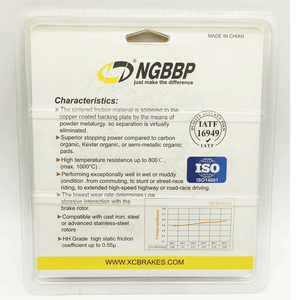 MADE IN CHIAN
NGBBP
just make the difference
Characteristics:
The sintered friction material is soldered to the
copper coated backing plate by the means of
powder metalurgy, so separation is virtually
eliminated.
Superior stopping power compared to carbon
organic, Kevlar organic, or semi-metallic organic
pads.
High temperature resistance up to 800 C,
(max. 1000°C)
Performing exceptionally well in wet or muddy
condition ,from commuting, to stunt or street-race
riding, to extended high-speed highway or road-race driving.
The lowest wear rate determines Low
abrasive interaction with the
brake rotor.
Compatible with cast iron, steel
or advanced stainless-steel
rotors
HH Grade high static friction
coefficient up to 0.55μ.
IATF
16949
IATF
ISO
ISO14001
WWW.XCBRAKES.COM